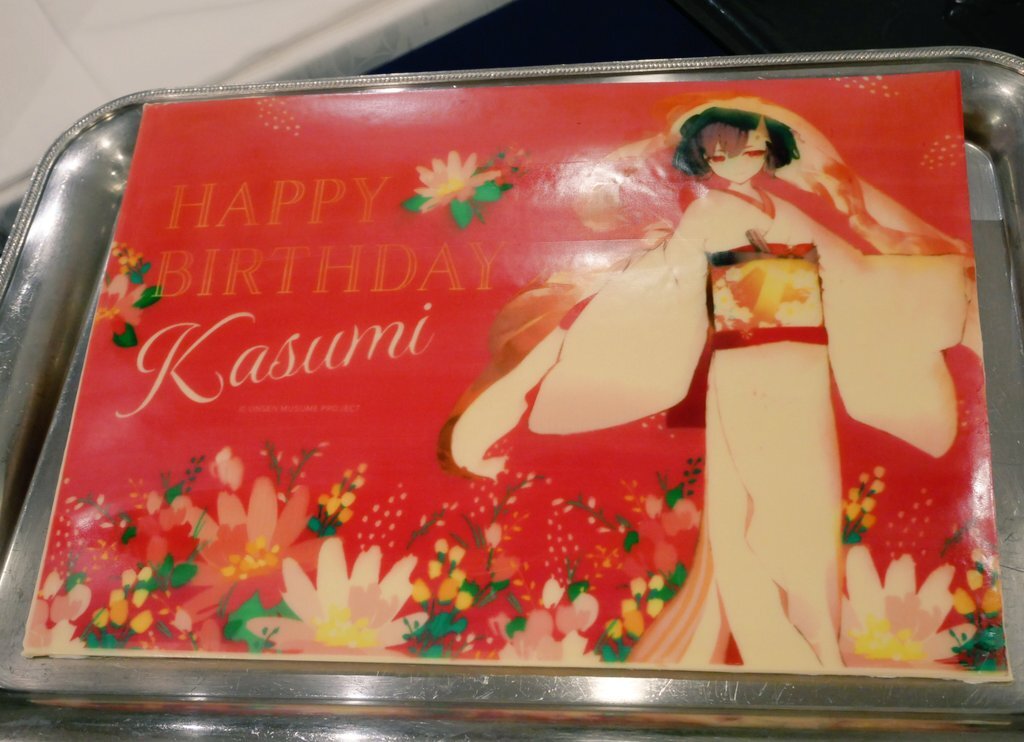 HAPPY
BIRTHDAY
Kasumi
© ONSEN MUSUME PROJECT